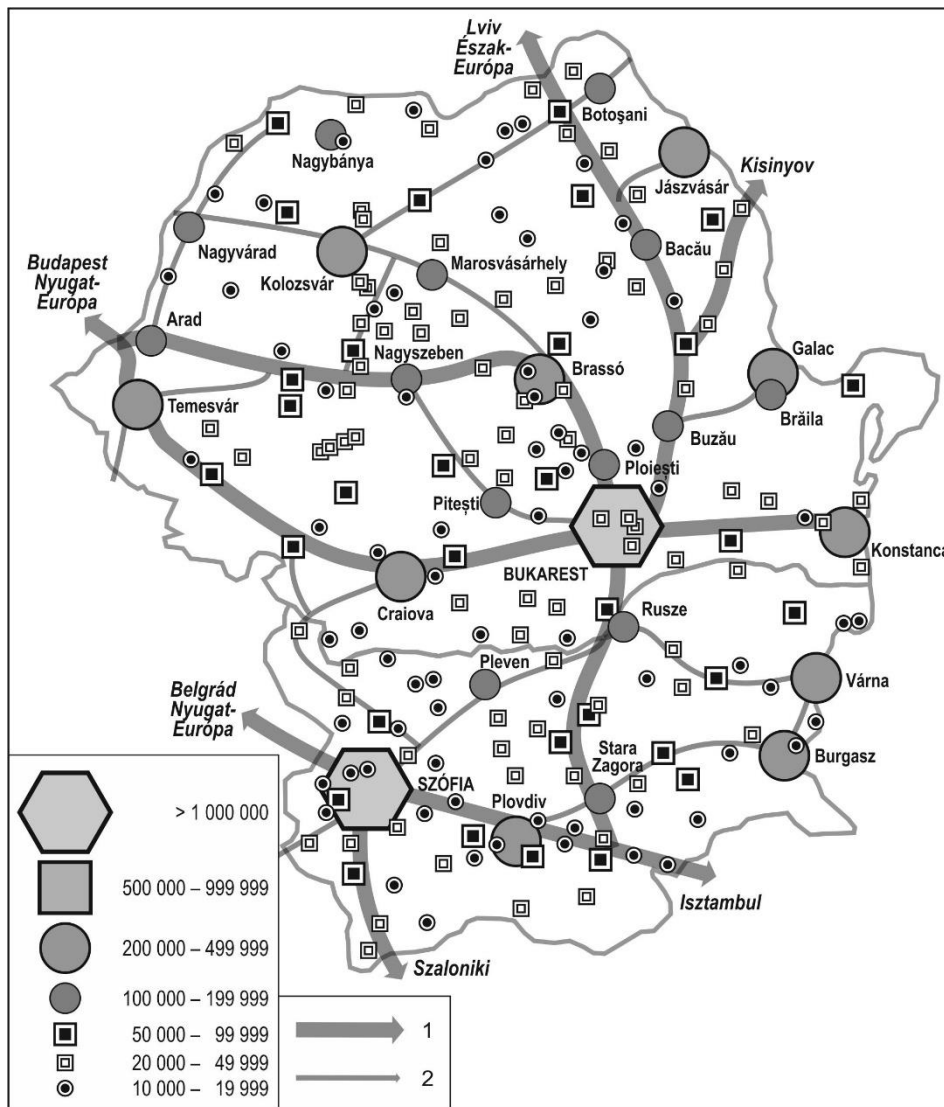 Lviv
Észak-
Európa
Botoşani
Nagybánya
Jászvásár
Kisinyov
Nagyvárad
Kolozsvár
Marosvásárhely
Bacău
Budapest
Nyugat-
Európa
Arad
Nagyszeben
Brassó
Galac
Temesvár
Brăila
Buzău
Ploiești
Pitești
Konstanca
BUKAREST
Craiova
Rusze
Pleven
Várna
Belgrád
Nyugat-
Európa
Stara
Zagora
Burgasz
SZÓFIA
Plovdiv
Isztambul
Szaloniki
> 1 000 000
500 000 – 999 999
200 000 – 499 999
100 000 – 199 999
50 000 – 99 999
20 000 – 49 999
10 000 – 19 999
1
2